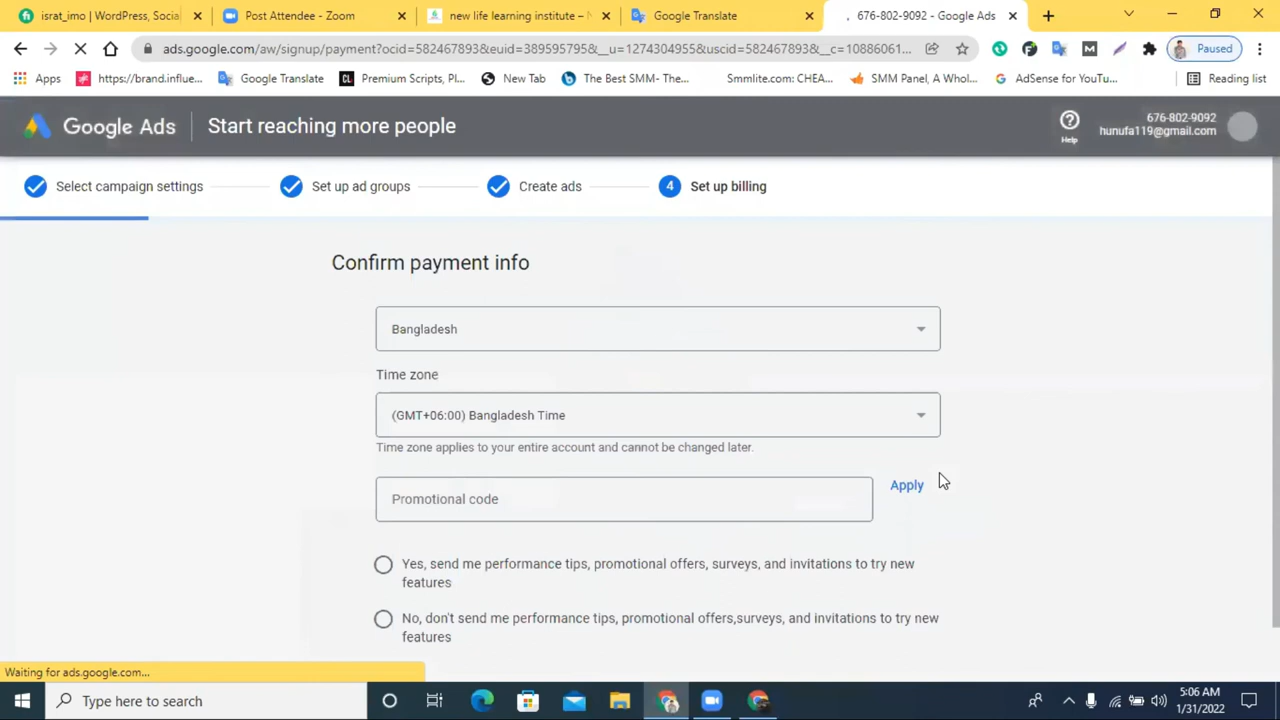 israt_imo | WordPress, Social
Post Attendee - Zoom
new life learning institute –
Google Translate
676-802-9092 - Google Ads
ads.google.com/aw/signup/payment?ocid=582467893&euid=389595795&__u=1274304955&uscid=582467893&__c=10886061...
Paused
Apps
https://brand.influe...
Google Translate
Premium Scripts, Pl...
New Tab
The Best SMM- The...
Smmlite.com: CHEA...
SMM Panel, A Whol...
AdSense for YouTu...
Reading list
Google Ads
Start reaching more people
Help
676-802-9092
hunufa119@gmail.com
Select campaign settings
Set up ad groups
Create ads
4
Set up billing
Confirm payment info
Bangladesh
Time zone
(GMT+06:00) Bangladesh Time
Time zone applies to your entire account and cannot be changed later.
Promotional code
Apply
Yes, send me performance tips, promotional offers, surveys, and invitations to try new
features
No, don't send me performance tips, promotional offers,surveys, and invitations to try new
features
Waiting for ads.google.com...
Type here to search
5:06 AM
1/31/2022